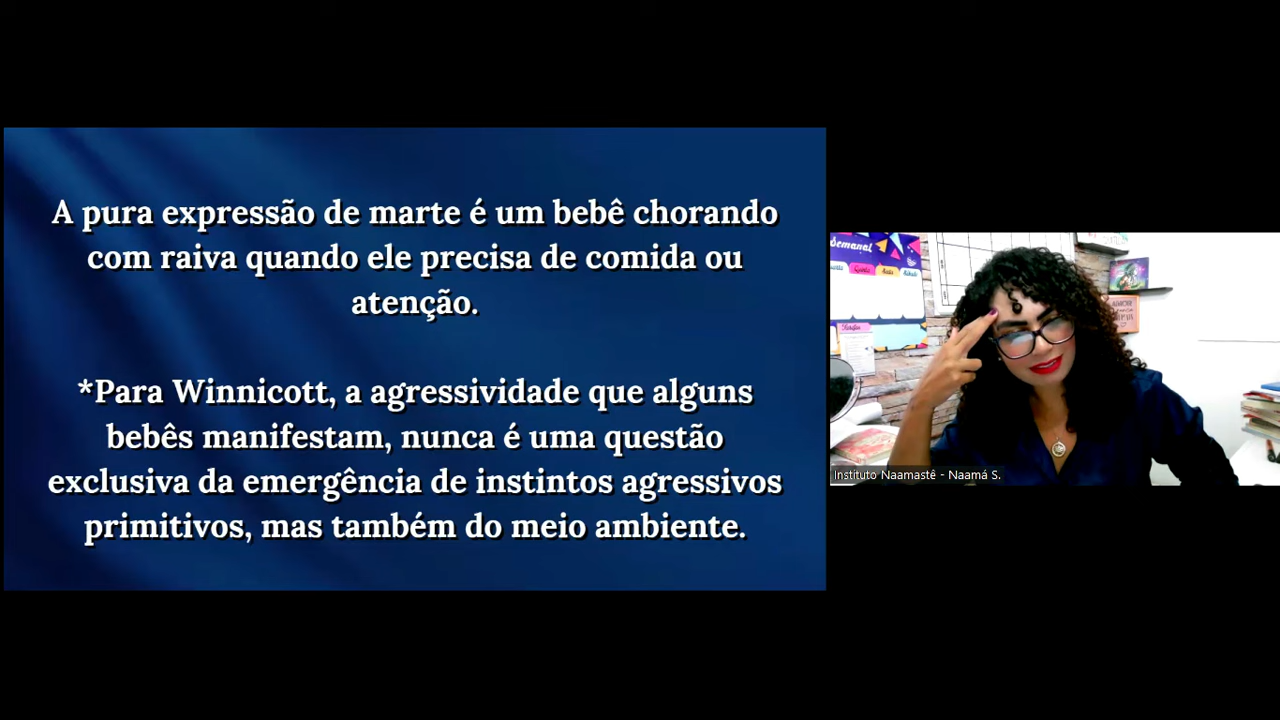 A pura expressão de marte é um bebê chorando
com raiva quando ele precisa de comida ou
atenção.
*Para Winnicott, a agressividade que alguns
bebês manifestam, nunca é uma questão
exclusiva da emergência de instintos agressivos
primitivos, mas também do meio ambiente.
Semanal
Instituto Naamastê - Naamá S.